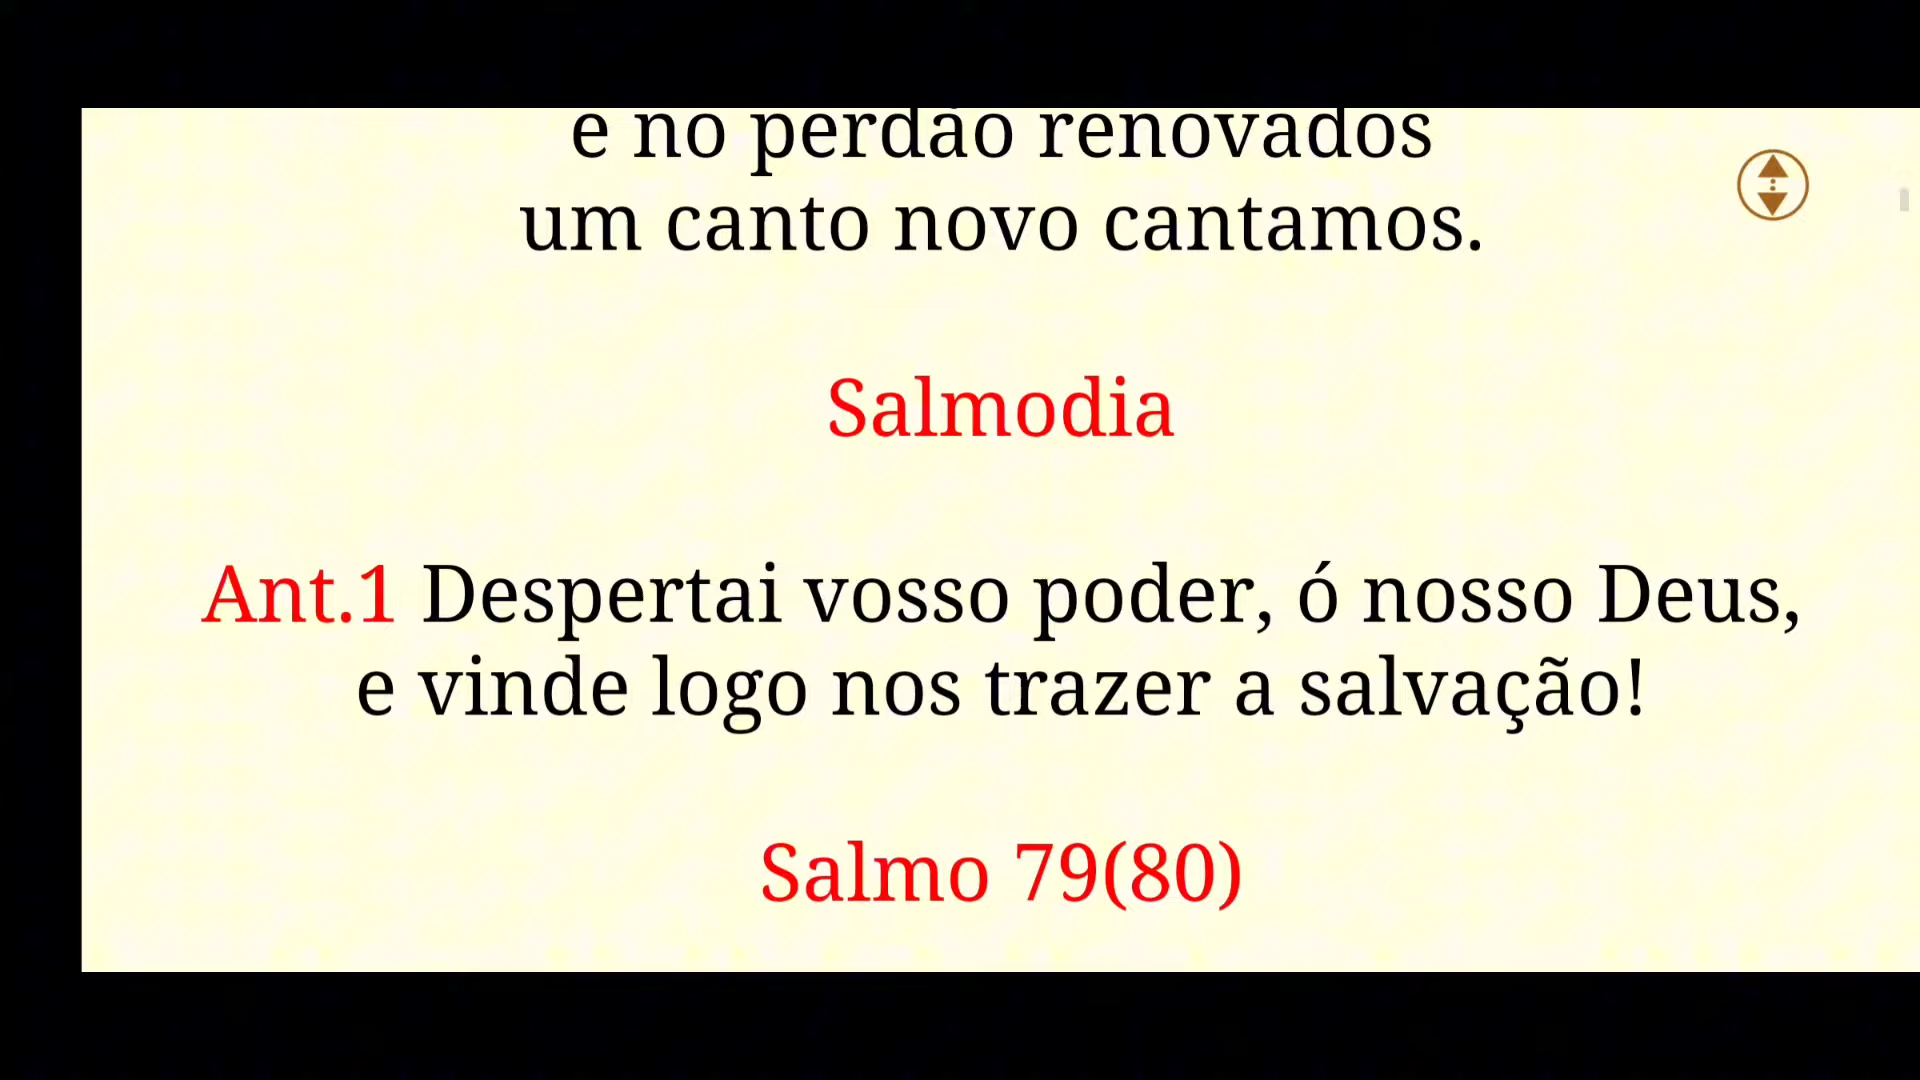 e no perdão renovados
um canto novo cantamos.
Salmodia
Ant.1 Despertai vosso poder, ó nosso Deus,
e vinde logo nos trazer a salvação!
Salmo 79(80)